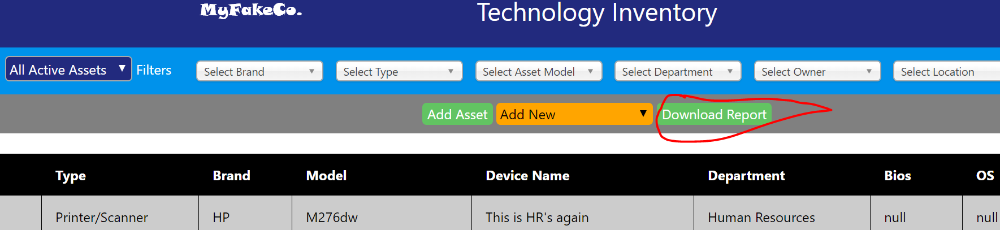 MyFakeCo. Technology Inventory
All Active Assets Filters Select Brand Select Type Select Asset Model Select Department Select Owner Select Location
Add Asset Add New Download Report
Type Brand Model Device Name Department Bios OS
Printer/Scanner HP M276dw This is HR's again Human Resources null null